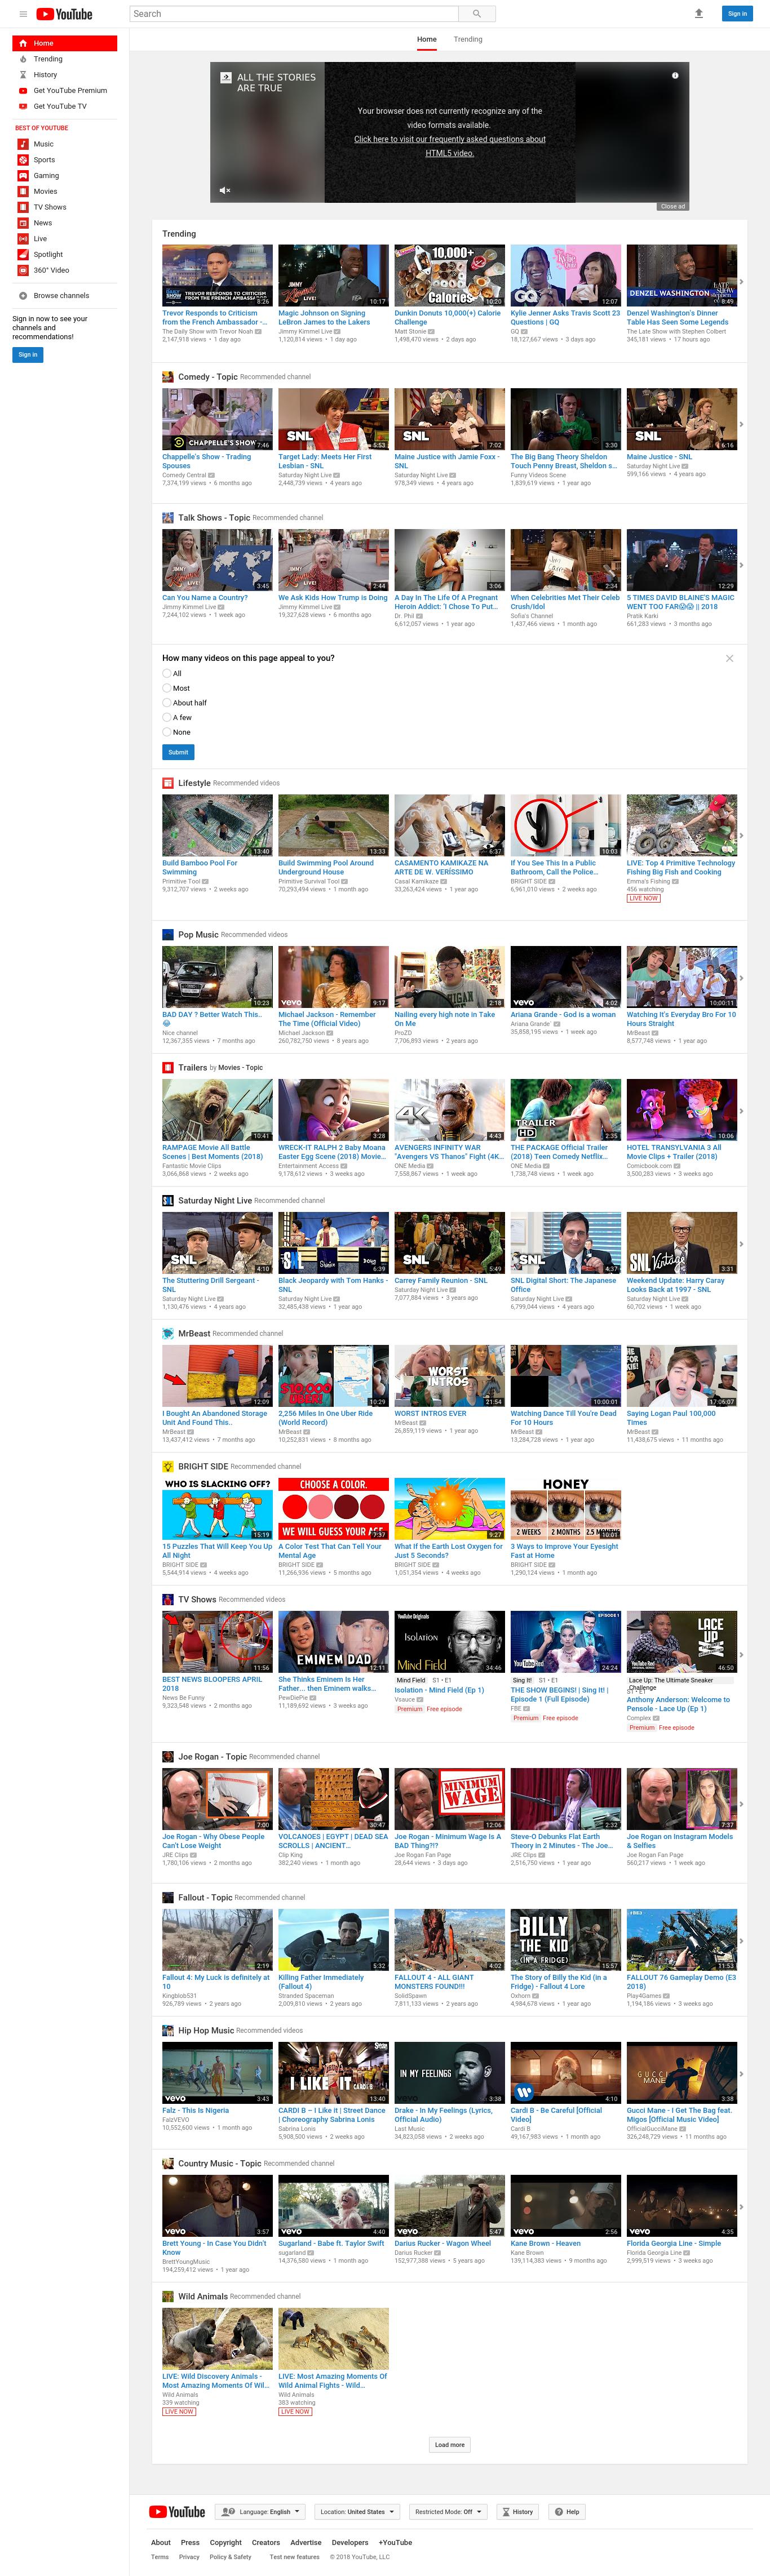 YouTube
Search
Sign in
Home
Trending
History
Get YouTube Premium
Get YouTube TV
BEST OF YOUTUBE
Music
Sports
Gaming
Movies
TV Shows
News
Live
Spotlight
360° Video
Browse channels
Sign in now to see your
channels and
recommendations!
Sign in
Home Trending
ALL THE STORIES
ARE TRUE
Your browser does not currently recognize any of the
video formats available.
Click here to visit our frequently asked questions about
HTML5 video.
Close ad
Trending
8:26 10:17 10:20 12:07 8:49
DENZEL WASHINGTON
10,000+ Calories
GQ
Trevor Responds to Criticism
from the French Ambassador -...
The Daily Show with Trevor Noah
2,147,918 views • 1 day ago
Magic Johnson on Signing
LeBron James to the Lakers
Jimmy Kimmel Live
1,120,814 views • 1 day ago
Dunkin Donuts 10,000(+) Calorie
Challenge
Matt Stonie
1,498,470 views • 2 days ago
Kylie Jenner Asks Travis Scott 23
Questions | GQ
GQ
18,127,667 views • 3 days ago
Denzel Washington's Dinner
Table Has Seen Some Legends
The Late Show with Stephen Colbert
345,181 views • 17 hours ago
Comedy - Topic Recommended channel
CHAPPELLE'S SHOW
7:46 5:53 7:02 3:30 6:16
SNL
Chappelle's Show - Trading
Spouses
Comedy Central
7,374,199 views • 6 months ago
Target Lady: Meets Her First
Lesbian - SNL
Saturday Night Live
2,448,739 views • 4 years ago
Maine Justice with Jamie Foxx -
SNL
Saturday Night Live
978,349 views • 4 years ago
The Big Bang Theory Sheldon
Touch Penny Breast, Sheldon s...
Funny Videos Scene
1,839,619 views • 1 year ago
Maine Justice - SNL
Saturday Night Live
599,166 views • 4 years ago
Talk Shows - Topic Recommended channel
3:45 2:44 3:06 2:34 12:29
Can You Name a Country?
Jimmy Kimmel Live
7,244,102 views • 1 week ago
We Ask Kids How Trump is Doing
Jimmy Kimmel Live
19,327,628 views • 6 months ago
A Day In The Life Of A Pregnant
Heroin Addict: 'I Chose To Put...
Dr. Phil
6,612,057 views • 1 year ago
When Celebrities Met Their Celeb
Crush/Idol
Sofia's Channel
1,437,466 views • 1 month ago
5 TIMES DAVID BLAINE'S MAGIC
WENT TOO FAR😱😱 || 2018
Pratik Karki
661,283 views • 3 months ago
How many videos on this page appeal to you?
All
Most
About half
A few
None
Submit
Lifestyle Recommended videos
13:40 13:33 6:37 10:03
Build Bamboo Pool For
Swimming
Primitive Tool
9,312,707 views • 2 weeks ago
Build Swimming Pool Around
Underground House
Primitive Survival Tool
70,293,494 views • 1 month ago
CASAMENTO KAMIKAZE NA
ARTE DE W. VERÍSSIMO
Casal Kamikaze
33,263,424 views • 1 year ago
If You See This In a Public
Bathroom, Call the Police...
BRIGHT SIDE
6,961,010 views • 2 weeks ago
LIVE: Top 4 Primitive Technology
Fishing Big Fish and Cooking
Emma's Fishing
456 watching
LIVE NOW
Pop Music Recommended videos
10:23 9:17 2:18 4:02 10:00:11
vevo
BAD DAY ? Better Watch This..
😂
Nice channel
12,367,355 views • 7 months ago
Michael Jackson - Remember
The Time (Official Video)
Michael Jackson
260,782,750 views • 8 years ago
Nailing every high note in Take
On Me
ProZD
7,706,893 views • 2 years ago
Ariana Grande - God is a woman
Ariana Grande
35,858,195 views • 1 week ago
Watching It's Everyday Bro For 10
Hours Straight
MrBeast
8,577,748 views • 1 year ago
Trailers by Movies - Topic
10:41 3:28 4:43 2:35 10:06
4K
TRAILER
HD
RAMPAGE Movie All Battle
Scenes | Best Moments (2018)
Fantastic Movie Clips
3,066,868 views • 2 weeks ago
WRECK-IT RALPH 2 Baby Moana
Easter Egg Scene (2018) Movie...
Entertainment Access
9,178,612 views • 3 weeks ago
AVENGERS INFINITY WAR
"Avengers VS Thanos" Fight (4K...
ONE Media
7,558,867 views • 1 week ago
THE PACKAGE Official Trailer
(2018) Teen Comedy Netflix...
ONE Media
1,738,748 views • 1 week ago
HOTEL TRANSYLVANIA 3 All
Movie Clips + Trailer (2018)
Comicbook.com
3,500,283 views • 3 weeks ago
Saturday Night Live Recommended channel
4:10 6:39 5:49 4:37 3:31
SNL
SNL Vintage
The Stuttering Drill Sergeant -
SNL
Saturday Night Live
1,130,476 views • 4 years ago
Black Jeopardy with Tom Hanks -
SNL
Saturday Night Live
32,485,438 views • 1 year ago
Carrey Family Reunion - SNL
Saturday Night Live
7,077,884 views • 3 years ago
SNL Digital Short: The Japanese
Office
Saturday Night Live
6,799,044 views • 4 years ago
Weekend Update: Harry Caray
Looks Back at 1997 - SNL
Saturday Night Live
60,702 views • 1 week ago
MrBeast Recommended channel
12:09 10:29 21:54 10:00:01 17:06:07
WORST
INTROS
I Bought An Abandoned Storage
Unit And Found This..
MrBeast
13,437,412 views • 7 months ago
2,256 Miles In One Uber Ride
(World Record)
MrBeast
10,252,831 views • 8 months ago
WORST INTROS EVER
MrBeast
26,859,119 views • 1 year ago
Watching Dance Till You're Dead
For 10 Hours
MrBeast
13,284,728 views • 1 year ago
Saying Logan Paul 100,000
Times
MrBeast
11,438,675 views • 11 months ago
BRIGHT SIDE Recommended channel
WHO IS SLACKING OFF?
CHOOSE A COLOR.
WE WILL GUESS YOUR AGE
HONEY
2 WEEKS 2 MONTHS 2.5 MONTHS
15:19 7:37 9:27 10:01
15 Puzzles That Will Keep You Up
All Night
BRIGHT SIDE
5,544,914 views • 4 weeks ago
A Color Test That Can Tell Your
Mental Age
BRIGHT SIDE
11,266,936 views • 5 months ago
What If the Earth Lost Oxygen for
Just 5 Seconds?
BRIGHT SIDE
1,051,354 views • 4 weeks ago
3 Ways to Improve Your Eyesight
Fast at Home
BRIGHT SIDE
1,290,124 views • 1 month ago
TV Shows Recommended videos
EMINEM DAD
YouTube Originals
ISOLATION
Mind Field
EPISODE 1
YouTube Red
LACE UP
11:56 12:11 34:46 24:24 46:50
BEST NEWS BLOOPERS APRIL
2018
News Be Funny
9,323,548 views • 2 months ago
She Thinks Eminem Is Her
Father... then Eminem walks...
PewDiePie
11,189,692 views • 3 weeks ago
Mind Field S1 • E1
Isolation - Mind Field (Ep 1)
Vsauce
Premium Free episode
Sing It! S1 • E1
THE SHOW BEGINS! | Sing It! |
Episode 1 (Full Episode)
FBE
Premium Free episode
Lace Up: The Ultimate Sneaker
Challenge
S1 • E1
Anthony Anderson: Welcome to
Pensole - Lace Up (Ep 1)
Complex
Premium Free episode
Joe Rogan - Topic Recommended channel
MINIMUM
WAGE
7:00 30:47 12:06 2:32 7:37
Joe Rogan - Why Obese People
Can't Lose Weight
JRE Clips
1,780,106 views • 2 months ago
VOLCANOES | EGYPT | DEAD SEA
SCROLLS | ANCIENT...
Clip King
382,240 views • 1 month ago
Joe Rogan - Minimum Wage Is A
BAD Thing?!?
Joe Rogan Fan Page
28,644 views • 3 days ago
Steve-O Debunks Flat Earth
Theory in 2 Minutes - The Joe...
JRE Clips
2,516,750 views • 1 year ago
Joe Rogan on Instagram Models
& Selfies
Joe Rogan Fan Page
560,217 views • 1 week ago
Fallout - Topic Recommended channel
BILLY
THE KID
(IN A FRIDGE)
2:19 5:32 4:02 15:57 11:53
Fallout 4: My Luck is definitely at
10
Kingblob531
926,789 views • 2 years ago
Killing Father Immediately
(Fallout 4)
Stranded Spaceman
2,009,810 views • 2 years ago
FALLOUT 4 - ALL GIANT
MONSTERS FOUND!!!
SolidSpawn
7,811,133 views • 2 years ago
The Story of Billy the Kid (in a
Fridge) - Fallout 4 Lore
Oxhorn
4,984,678 views • 1 year ago
FALLOUT 76 Gameplay Demo (E3
2018)
Play4Games
1,194,186 views • 3 weeks ago
Hip Hop Music Recommended videos
I LIKE IT
CARDI B
IN MY FEELINGS
GUCCI
MANE
3:43 13:40 3:38 4:10 3:38
vevo
Falz - This Is Nigeria
FalzVEVO
10,552,600 views • 1 month ago
CARDI B – I Like it | Street Dance
| Choreography Sabrina Lonis
Sabrina Lonis
5,908,500 views • 2 weeks ago
Drake - In My Feelings (Lyrics,
Official Audio)
Last Music
34,823,058 views • 2 weeks ago
Cardi B - Be Careful [Official
Video]
Cardi B
49,167,983 views • 1 month ago
Gucci Mane - I Get The Bag feat.
Migos [Official Music Video]
OfficialGucciMane
326,248,729 views • 11 months ago
Country Music - Topic Recommended channel
vevo 3:57 vevo 4:40 5:47 vevo 2:56 vevo 4:35
Brett Young - In Case You Didn't
Know
BrettYoungMusic
194,259,412 views • 1 year ago
Sugarland - Babe ft. Taylor Swift
sugarland
14,376,580 views • 1 month ago
Darius Rucker - Wagon Wheel
Darius Rucker
152,977,388 views • 5 years ago
Kane Brown - Heaven
Kane Brown
139,114,383 views • 9 months ago
Florida Georgia Line - Simple
Florida Georgia Line
2,999,519 views • 3 weeks ago
Wild Animals Recommended channel
LIVE: Wild Discovery Animals -
Most Amazing Moments Of Wil...
Wild Animals
339 watching
LIVE NOW
LIVE: Most Amazing Moments Of
Wild Animal Fights - Wild...
Wild Animals
383 watching
LIVE NOW
Load more
YouTube Language: English Location: United States Restricted Mode: Off History Help
About Press Copyright Creators Advertise Developers +YouTube
Terms Privacy Policy & Safety Test new features © 2018 YouTube, LLC